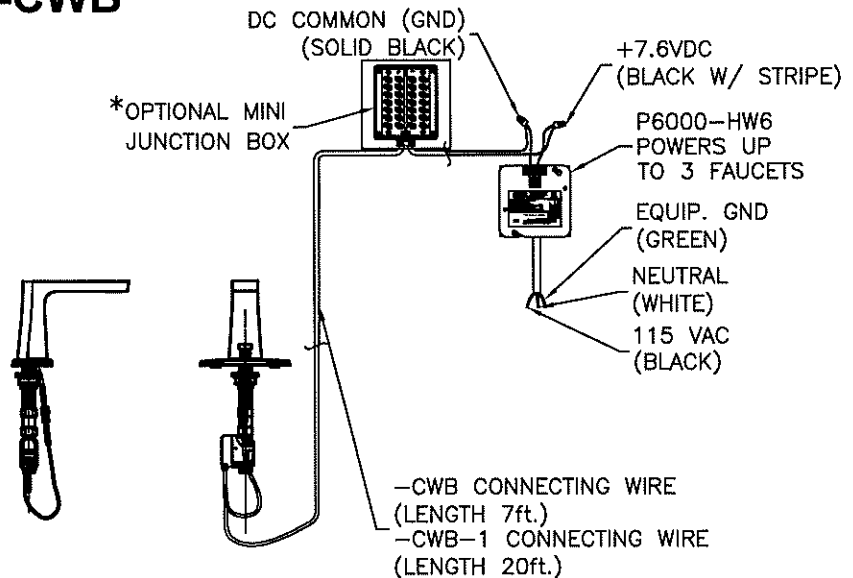 -CWB
DC COMMON (GND)
(SOLID BLACK)
+7.6VDC
(BLACK W/ STRIPE)
*OPTIONAL MINI
JUNCTION BOX
P6000-HW6
POWERS UP
TO 3 FAUCETS
EQUIP. GND
(GREEN)
NEUTRAL
(WHITE)
115 VAC
(BLACK)
-CWB CONNECTING WIRE
(LENGTH 7ft.)
-CWB-1 CONNECTING WIRE
(LENGTH 20ft.)